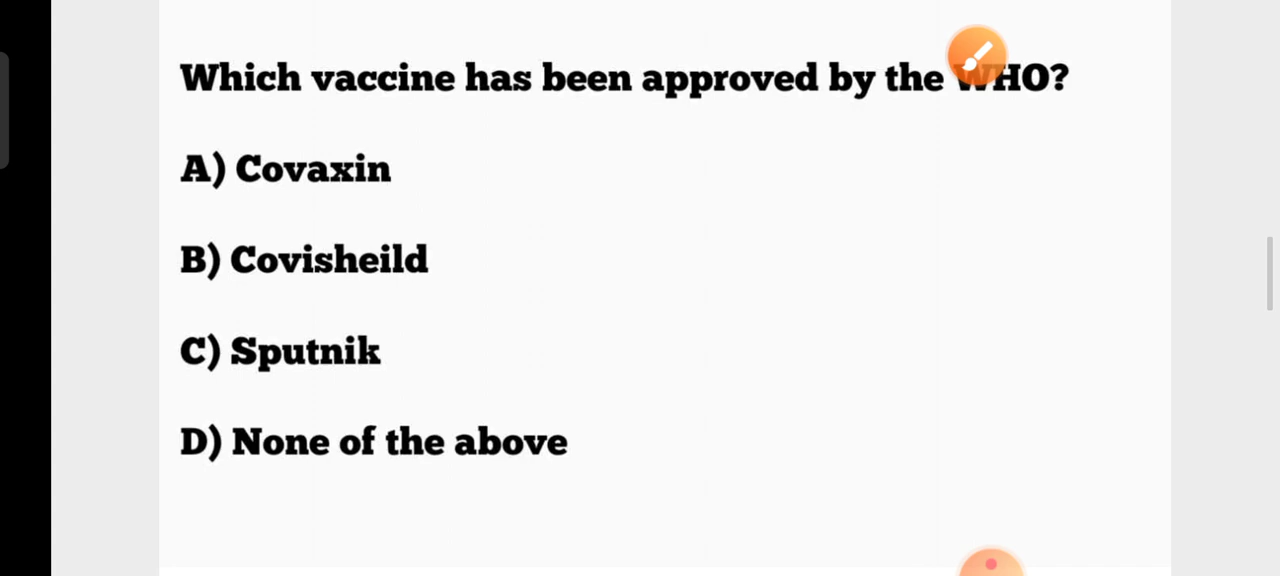 Which vaccine has been approved by the WHO?
A) Covaxin
B) Covisheild
C) Sputnik
D) None of the above